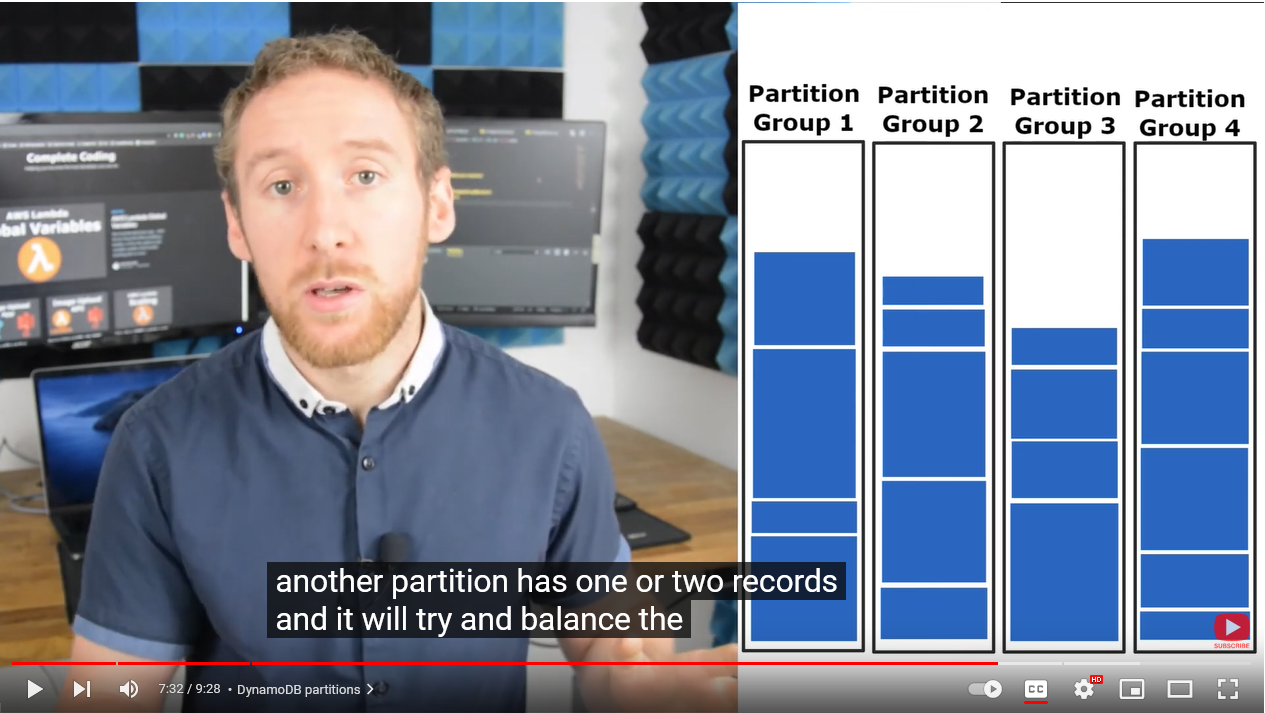 Partition
Group 1
Partition
Group 2
Partition
Group 3
Partition
Group 4
Complete Coding
AWS Lambda
bal Variables
another partition has one or two records
and it will try and balance the
SUBSCRIBE
7:32 / 9:28 • DynamoDB partitions
CC
HD